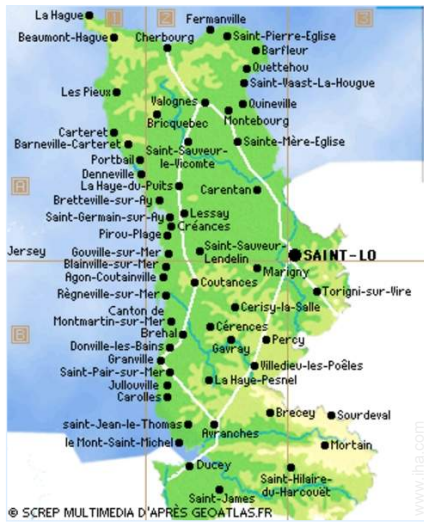 1
2
3
La Hague
Fermanville
Beaumont-Hague
Cherbourg
Saint-Pierre-Eglise
Barfleur
Quettehou
Saint-Vaast-La-Hougue
Les Pieux
Valognes
Quineville
Bricquebec
Montebourg
Carteret
Barneville-Carteret
Saint-Sauveur-
le-Vicomte
Sainte-Mère-Eglise
Portbail
Denneville
A
La Haye-du-Puits
Carentan
Bretteville-sur-Ay
Saint-Germain-sur-Ay
Lessay
Créances
Pirou-Plage
Jersey
Gouville-sur-Mer
Saint-Sauveur-
Lendelin
SAINT-LO
Blainville-sur-Mer
Marigny
Agon-Coutainville
Coutances
Torigni-sur-Vire
Règneville-sur-Mer
Cerisy-la-Salle
Canton de
Montmartin-sur-Mer
B
Cérences
Brehal
Gavray
Percy
Donville-les-Bains
Granville
Villedieu-les-Poêles
Saint-Pair-sur-Mer
La Haye-Pesnel
Jullouville
Carolles
Brecey
Sourdeval
saint-Jean-le-Thomas
Avranches
le Mont-Saint-Michel
Mortain
Ducey
Saint-Hilaire-
du-Harcouët
Saint-James
© SCREP MULTIMEDIA D'APRÈS GEOATLAS.FR
www.iha.com